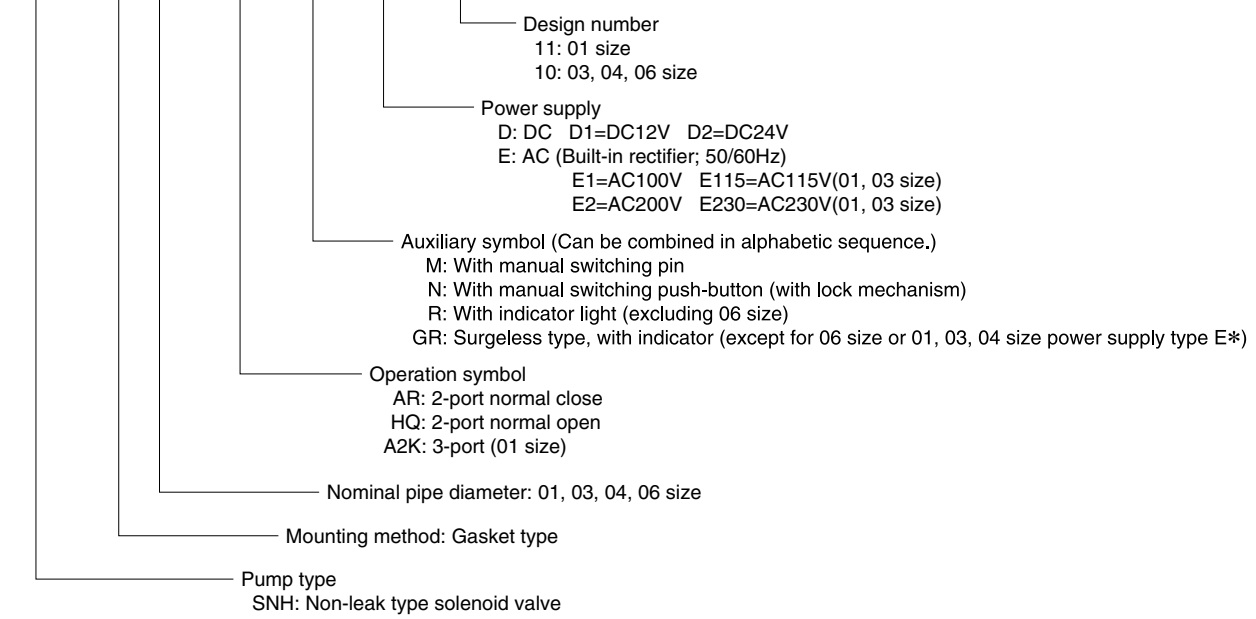 Design number
11: 01 size
10: 03, 04, 06 size
Power supply
D: DC D1=DC12V D2=DC24V
E: AC (Built-in rectifier; 50/60Hz)
E1=AC100V E115=AC115V(01, 03 size)
E2=AC200V E230=AC230V(01, 03 size)
Auxiliary symbol (Can be combined in alphabetic sequence.)
M: With manual switching pin
N: With manual switching push-button (with lock mechanism)
R: With indicator light (excluding 06 size)
GR: Surgeless type, with indicator (except for 06 size or 01, 03, 04 size power supply type E*)
Operation symbol
AR: 2-port normal close
HQ: 2-port normal open
A2K: 3-port (01 size)
Nominal pipe diameter: 01, 03, 04, 06 size
Mounting method: Gasket type
Pump type
SNH: Non-leak type solenoid valve